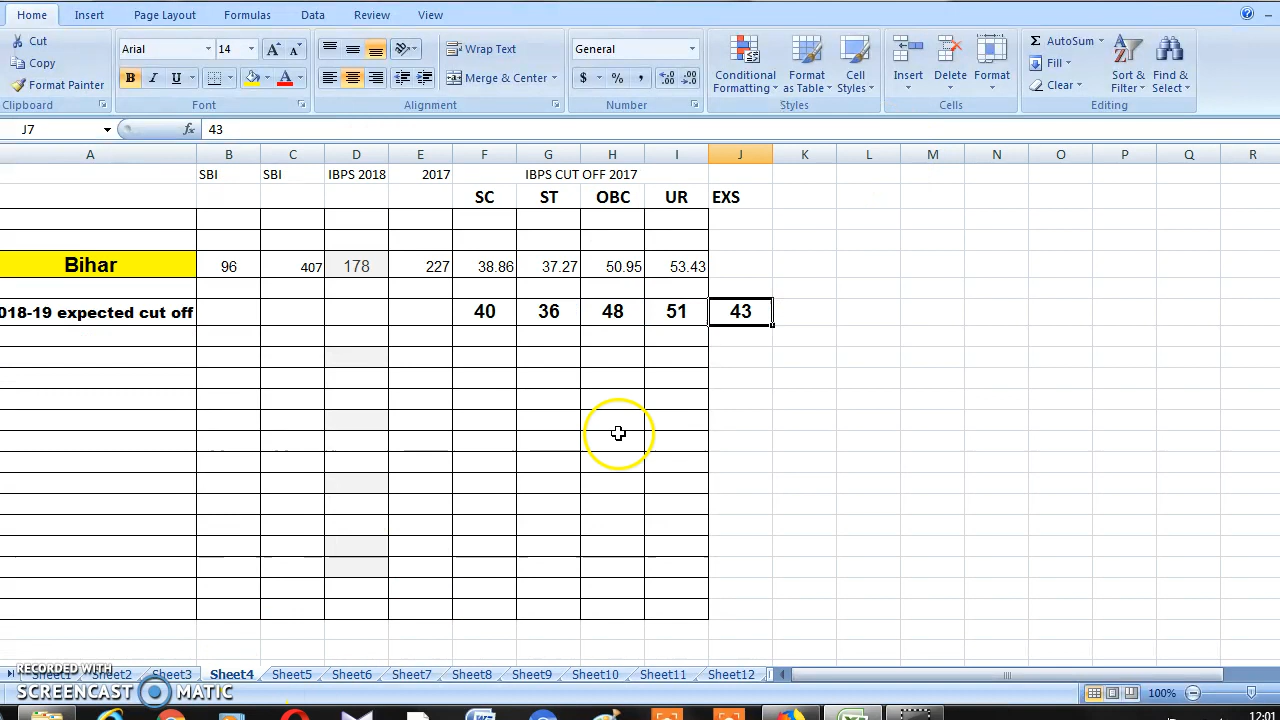 Home Insert Page Layout Formulas Data Review View
Cut
Copy
Format Painter
Clipboard
Arial 14
B I U
Font
Wrap Text
Merge & Center
Alignment
General
$ % ,
Number
Conditional Formatting
Format as Table
Cell Styles
Styles
Insert Delete Format
Cells
AutoSum
Fill
Clear
Sort & Filter
Find & Select
Editing
J7 fx 43
A B C D E F G H I J K L M N O P Q R
SBI SBI IBPS 2018 2017 IBPS CUT OFF 2017
SC ST OBC UR EXS
Bihar 96 407 178 227 38.86 37.27 50.95 53.43
018-19 expected cut off 40 36 48 51 43
Sheet1 Sheet2 Sheet3 Sheet4 Sheet5 Sheet6 Sheet7 Sheet8 Sheet9 Sheet10 Sheet11 Sheet12
RECORDED WITH
SCREENCAST MATIC
100%
12:01